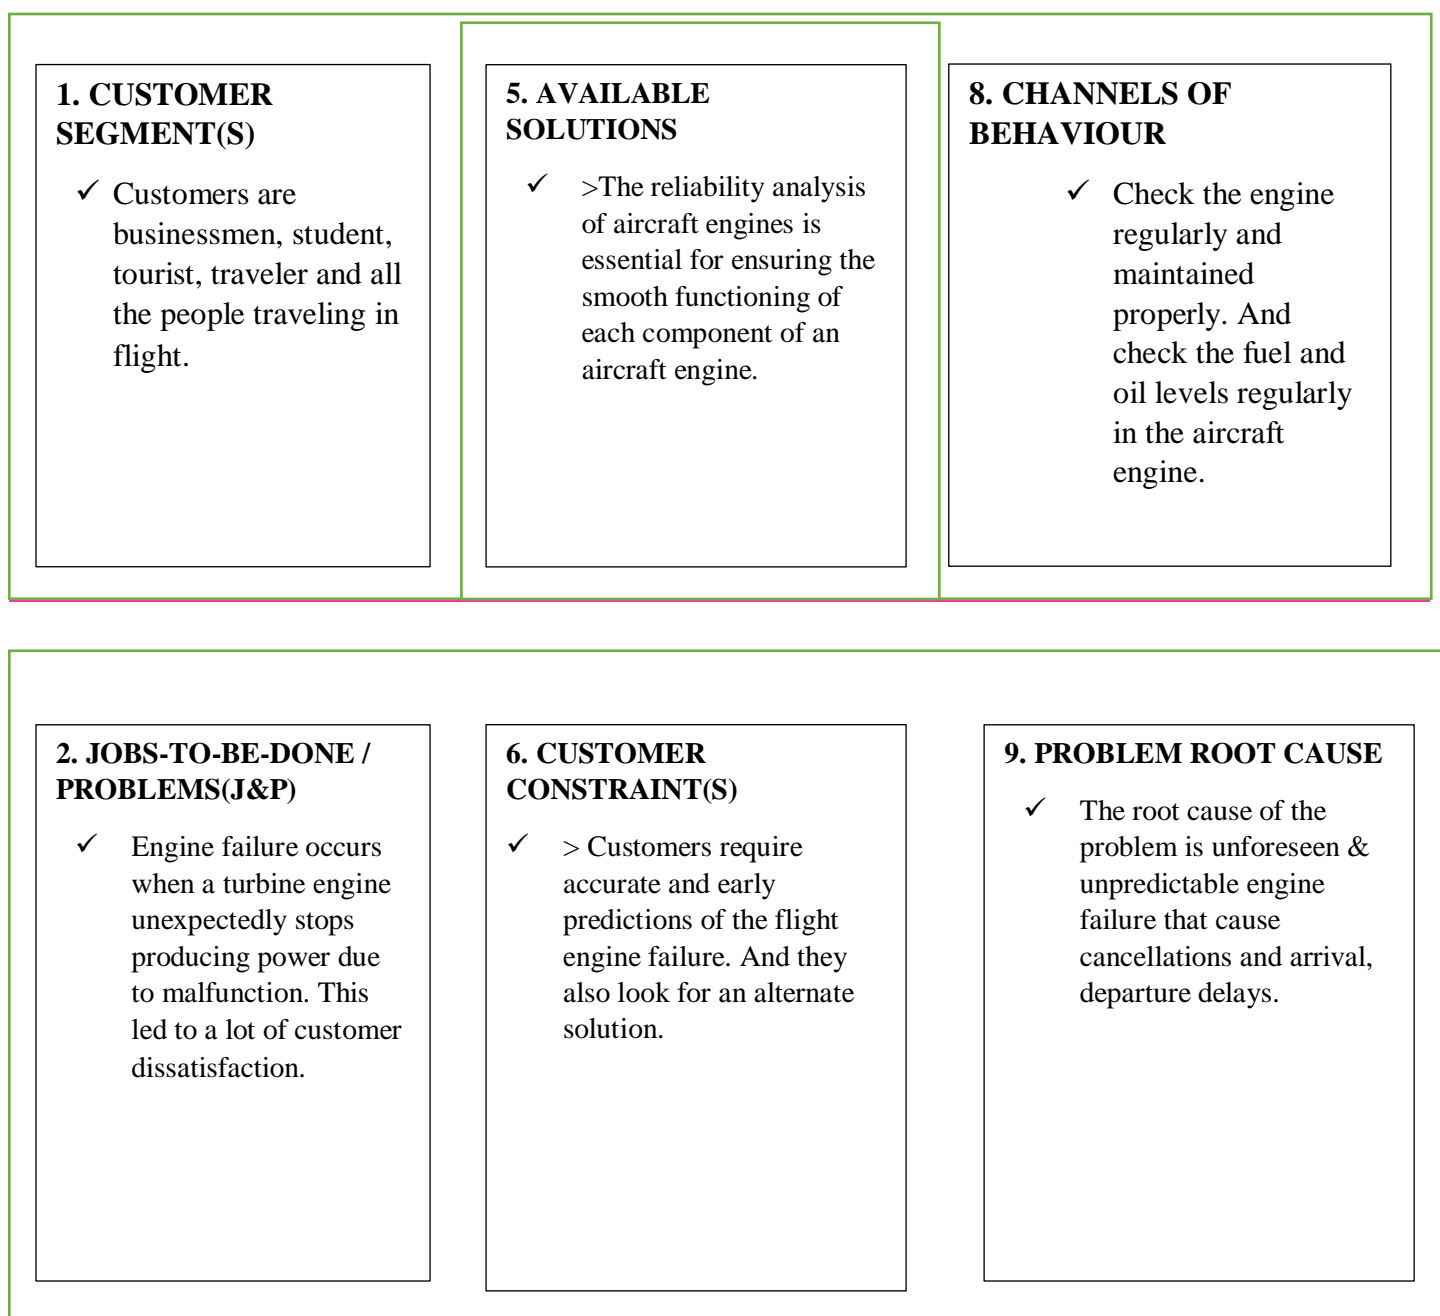 1. CUSTOMER
SEGMENT(S)
✓ Customers are
businessmen, student,
tourist, traveler and all
the people traveling in
flight.
5. AVAILABLE
SOLUTIONS
✓ >The reliability analysis
of aircraft engines is
essential for ensuring the
smooth functioning of
each component of an
aircraft engine.
8. CHANNELS OF
BEHAVIOUR
✓ Check the engine
regularly and
maintained
properly. And
check the fuel and
oil levels regularly
in the aircraft
engine.
2. JOBS-TO-BE-DONE /
PROBLEMS(J&P)
✓ Engine failure occurs
when a turbine engine
unexpectedly stops
producing power due
to malfunction. This
led to a lot of customer
dissatisfaction.
6. CUSTOMER
CONSTRAINT(S)
✓ > Customers require
accurate and early
predictions of the flight
engine failure. And they
also look for an alternate
solution.
9. PROBLEM ROOT CAUSE
✓ The root cause of the
problem is unforeseen &
unpredictable engine
failure that cause
cancellations and arrival,
departure delays.